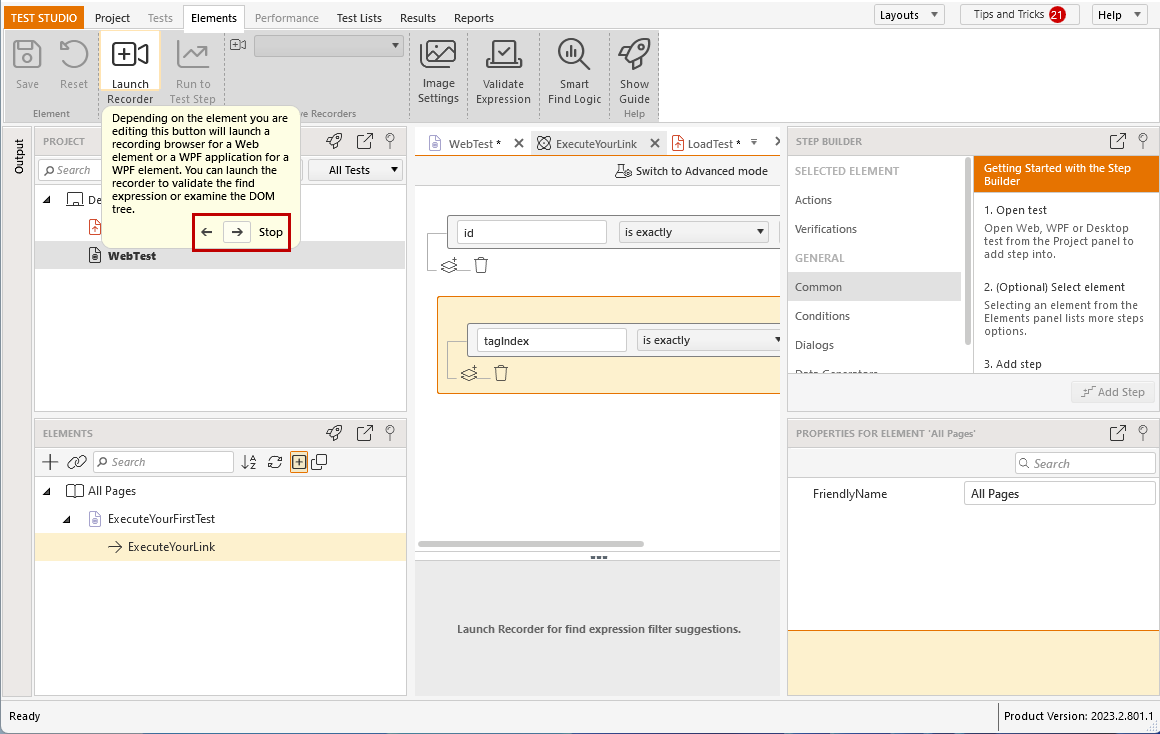 TEST STUDIO Project Tests Elements Performance Test Lists Results Reports Layouts Tips and Tricks 21 Help
Save Reset Launch Recorder Run to Test Step
Element
ve Recorders
Image Settings
Validate Expression
Smart Find Logic
Show Guide
Help
Output
Depending on the element you are
editing this button will launch a
recording browser for a Web
element or a WPF application for a
WPF element. You can launch the
recorder to validate the find
expression or examine the DOM
tree.
Stop
PROJECT
Search
All Tests
De
WebTest
WebTest * ExecuteYourLink LoadTest *
Switch to Advanced mode
id is exactly
tagIndex is exactly
Launch Recorder for find expression filter suggestions.
STEP BUILDER
SELECTED ELEMENT
Actions
Verifications
GENERAL
Common
Conditions
Dialogs
Data Generators
Getting Started with the Step
Builder
1. Open test
Open Web, WPF or Desktop
test from the Project panel to
add step into.
2. (Optional) Select element
Selecting an element from the
Elements panel lists more steps
options.
3. Add step
Add Step
ELEMENTS
Search
All Pages
ExecuteYourFirstTest
ExecuteYourLink
PROPERTIES FOR ELEMENT 'All Pages'
Search
FriendlyName All Pages
Ready
Product Version: 2023.2.801.1